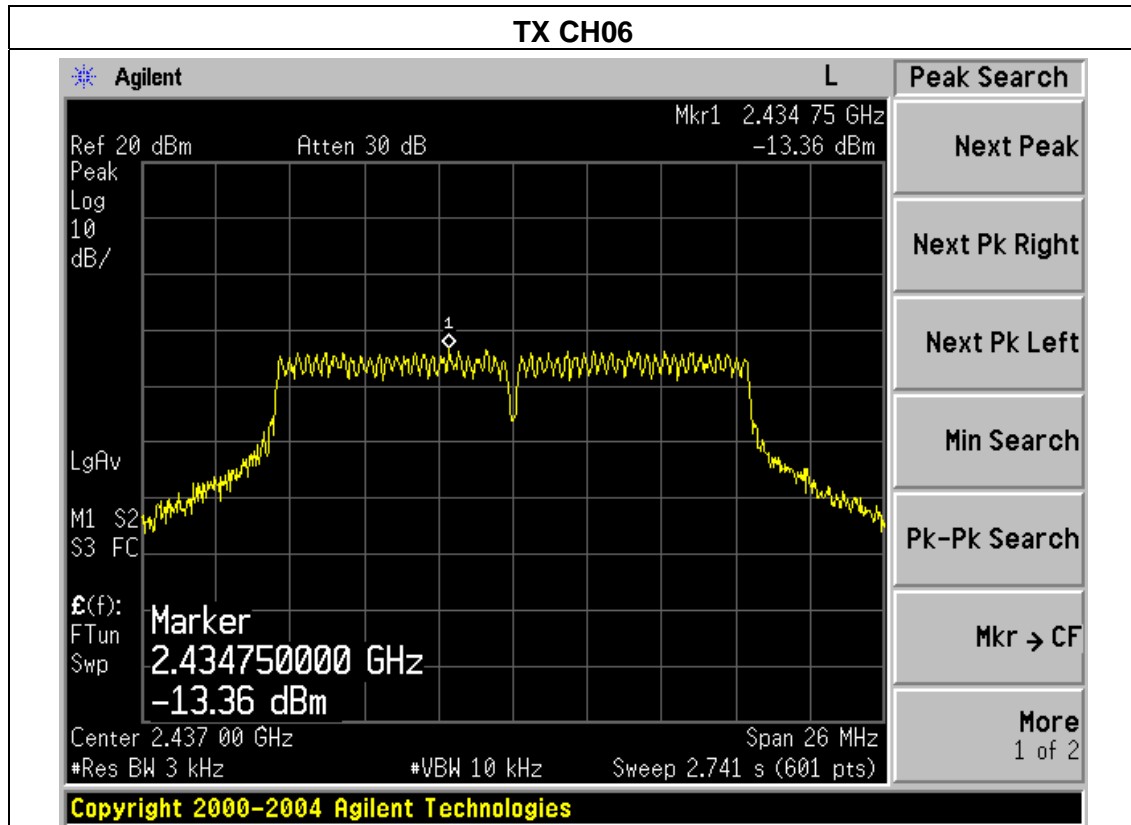 TX CH06
Agilent L Peak Search
Mkr1 2.434 75 GHz
Ref 20 dBm Atten 30 dB -13.36 dBm
Peak
Log
10
dB/
1
LgAv
M1 S2
S3 FC
£(f):
FTun
Swp
Marker
2.434750000 GHz
-13.36 dBm
Center 2.437 00 GHz Span 26 MHz
#Res BW 3 kHz #VBW 10 kHz Sweep 2.741 s (601 pts)
Next Peak
Next Pk Right
Next Pk Left
Min Search
Pk-Pk Search
Mkr → CF
More
1 of 2
Copyright 2000-2004 Agilent Technologies